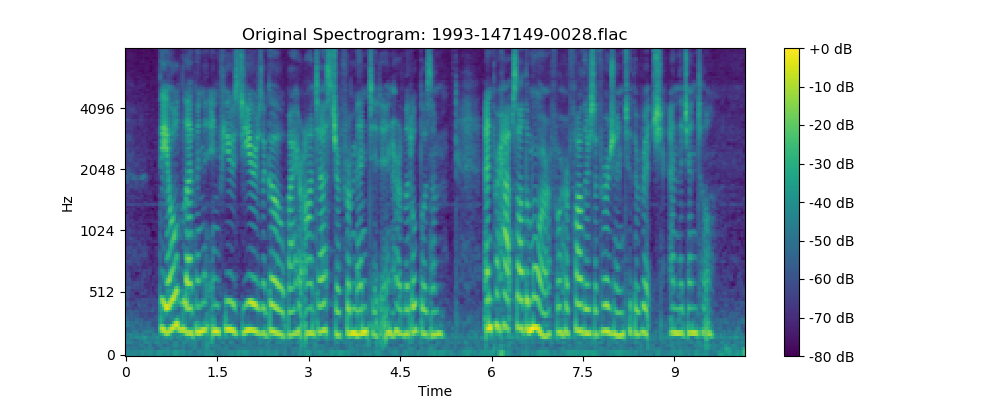 Original Spectrogram: 1993-147149-0028.flac
Hz
4096
2048
1024
512
0
0 1.5 3 4.5 6 7.5 9
Time
+0 dB
-10 dB
-20 dB
-30 dB
-40 dB
-50 dB
-60 dB
-70 dB
-80 dB